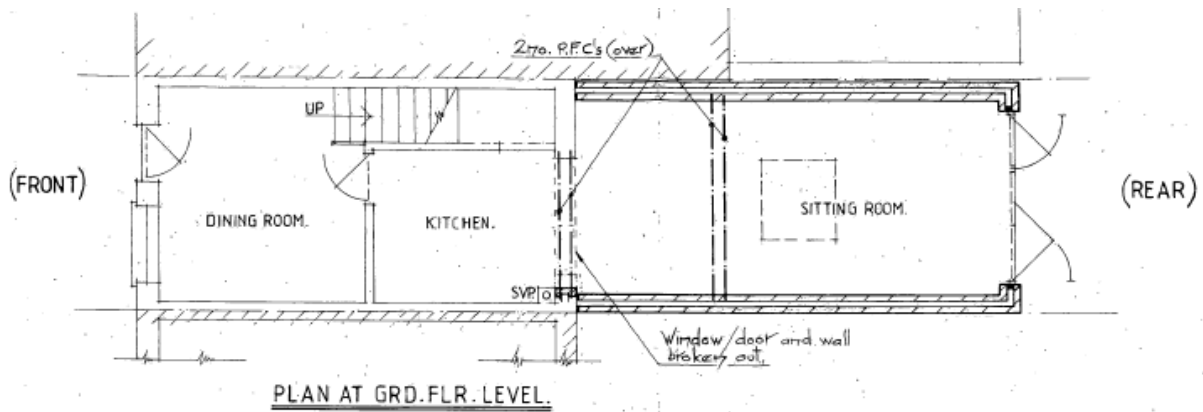 2no. P.F.C's (over)
UP
(FRONT)
(REAR)
DINING ROOM.
KITCHEN.
SITTING ROOM.
SVP.
Window/door and wall
broken out.
PLAN AT GRD.FLR. LEVEL.